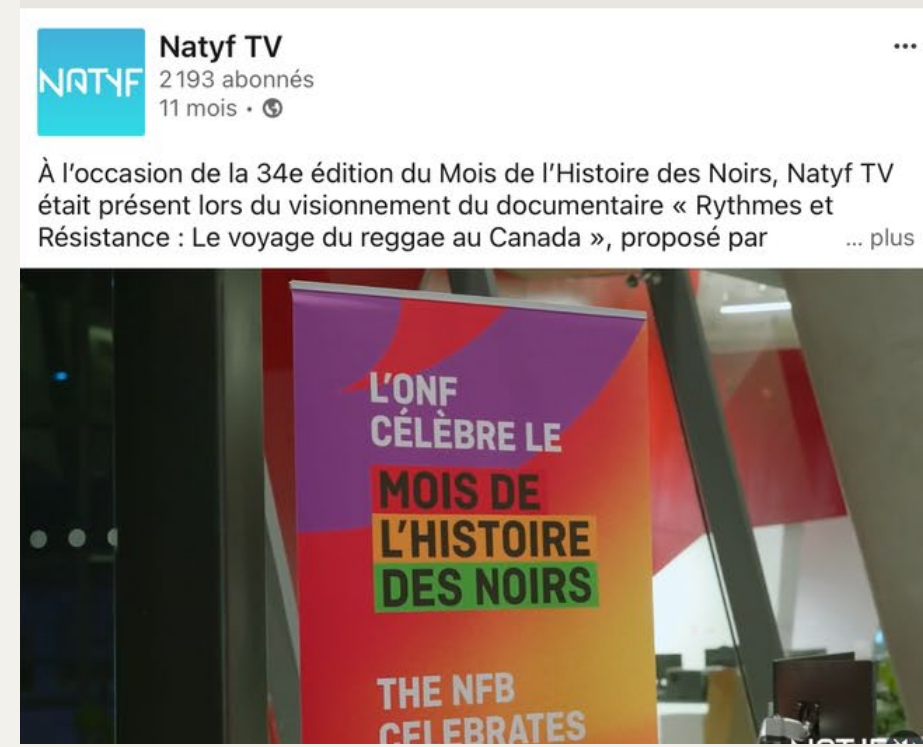 NATYF
Natyf TV
2 193 abonnés
11 mois •
À l'occasion de la 34e édition du Mois de l'Histoire des Noirs, Natyf TV
était présent lors du visionnement du documentaire « Rythmes et
Résistance : Le voyage du reggae au Canada », proposé par ... plus
L'ONF
CÉLÈBRE LE
MOIS DE
L'HISTOIRE
DES NOIRS
THE NFB
CELEBRATES